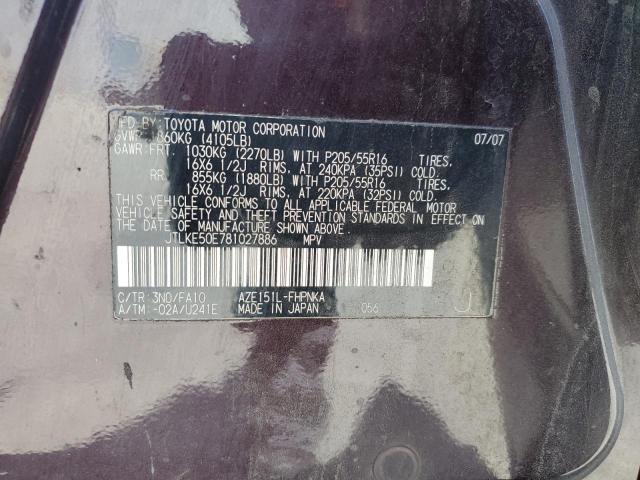 MFD BY: TOYOTA MOTOR CORPORATION 07/07
GVWR 1860KG (4105LB)
GAWR: FRT. 1030KG (2270LB) WITH P205/55R16 TIRES,
16X6 1/2J RIMS, AT 240KPA (35PSI) COLD.
RR. 855KG (1880LB) WITH P205/55R16 TIRES,
16X6 1/2J RIMS, AT 220KPA (32PSI) COLD.
THIS VEHICLE CONFORMS TO ALL APPLICABLE FEDERAL MOTOR
VEHICLE SAFETY AND THEFT PREVENTION STANDARDS IN EFFECT ON
THE DATE OF MANUFACTURE SHOWN ABOVE.
JTLKE50E781027886 MPV
C/TR: 3N0/FA10 AZE151L-FHPNKA
A/TM: -02A/U241E MADE IN JAPAN 056 U